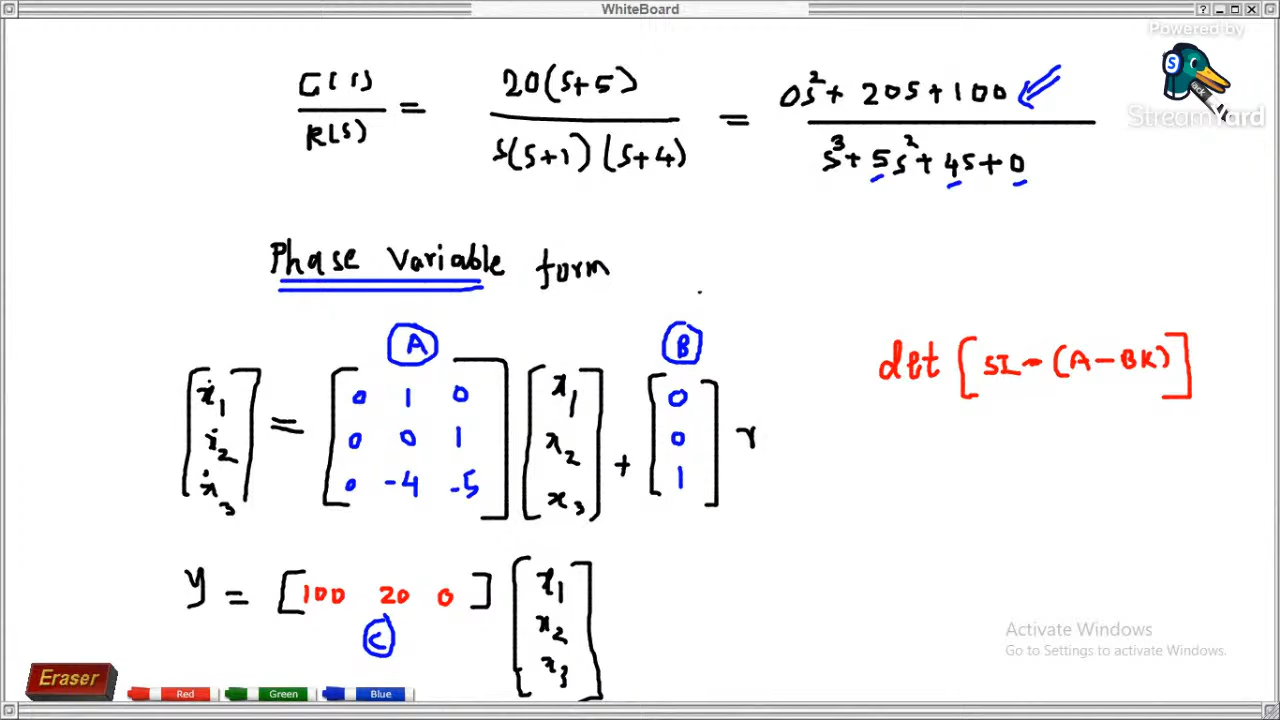 WhiteBoard
Powered by
StreamYard
C(s)/R(s) = 20(s+5)/s(s+1)(s+4) = 0s²+20s+100/s³+5s²+4s+0
Phase Variable form
A B
[ẋ1 ẋ2 ẋ3] = [0 1 0; 0 0 1; 0 -4 -5] [x1 x2 x3] + [0 0 1] r
det [SI-(A-BK)]
y = [100 20 0] [x1 x2 x3]
C
Activate Windows
Go to Settings to activate Windows.
Eraser Red Green Blue